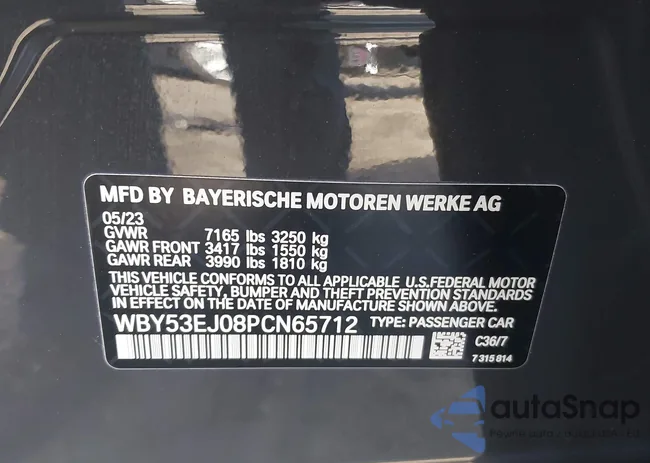 MFD BY BAYERISCHE MOTOREN WERKE AG
05/23
GVWR 7165 lbs 3250 kg
GAWR FRONT 3417 lbs 1550 kg
GAWR REAR 3990 lbs 1810 kg
THIS VEHICLE CONFORMS TO ALL APPLICABLE U.S.FEDERAL MOTOR
VEHICLE SAFETY, BUMPER AND THEFT PREVENTION
STANDARDS IN EFFECT ON THE DATE OF MANUFACTURE SHOWN ABOVE.
WBY53EJ08PCN65712 TYPE: PASSENGER CAR
C36/7
7 315 814
autaSnap